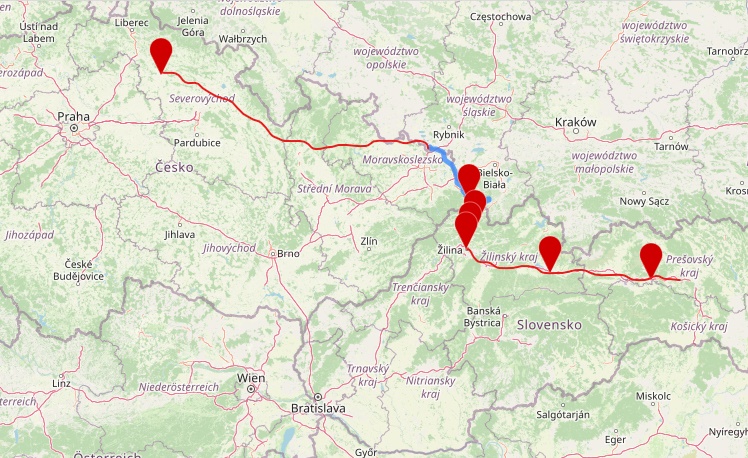 województwo
dolnośląskie
Ústí nad
Labem
Liberec
Jelenia
Góra
Wałbrzych
Częstochowa
województwo
opolskie
województwo
świętokrzyskie
Tarnobrz
Severovýchod
Praha
Pardubice
Česko
województwo
śląskie
Rybnik
Kraków
Tarnów
Moravskoslezsko
Bielsko-
Biała
województwo
małopolskie
Krosn
Střední Morava
Nowy Sącz
Jihozápad
Jihlava
Jihovýchod
Brno
Zlín
Žilina
Žilinský kraj
Prešovský
kraj
České
Budějovice
Trenčiansky
kraj
Banská
Bystrica
Slovensko
Košický kraj
Linz
Niederösterreich
Wien
Trnavský
kraj
Nitriansky
kraj
Bratislava
Salgótarján
Miskolc
Eger
Nyíregy
Győr
Österreich